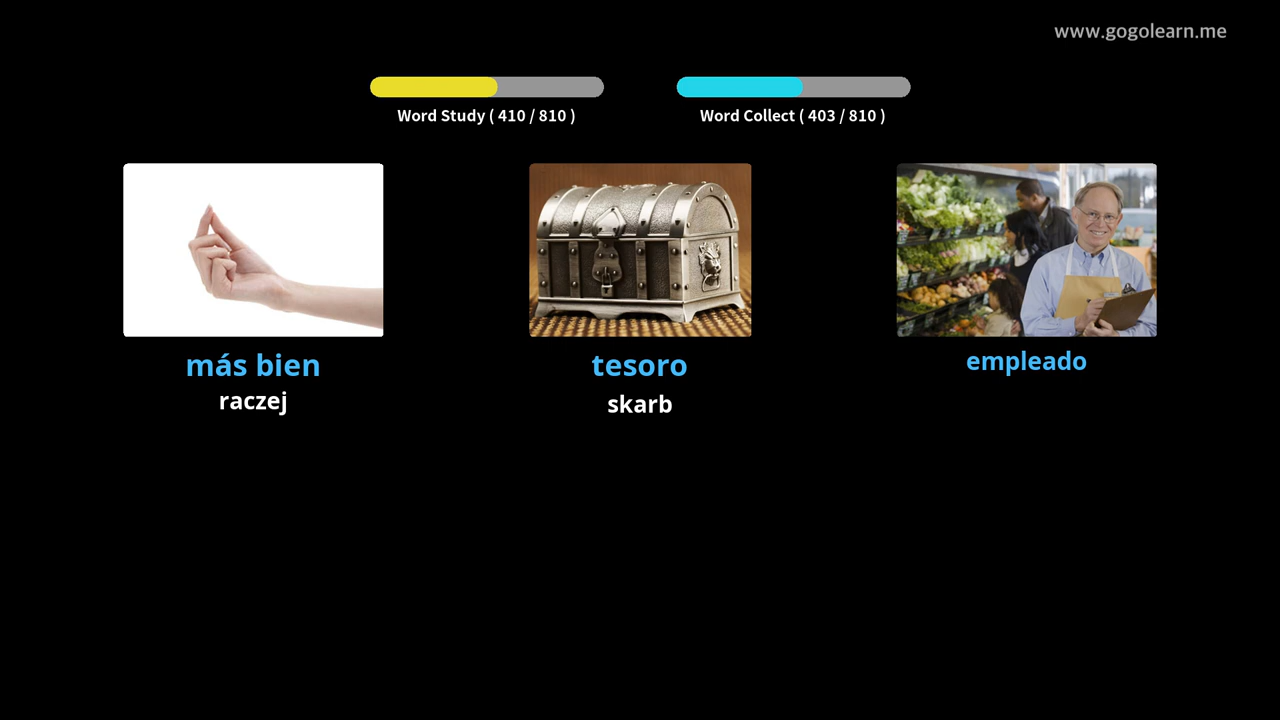 www.gogolearn.me
Word Study ( 410 / 810 )
Word Collect ( 403 / 810 )
más bien
raczej
tesoro
skarb
empleado